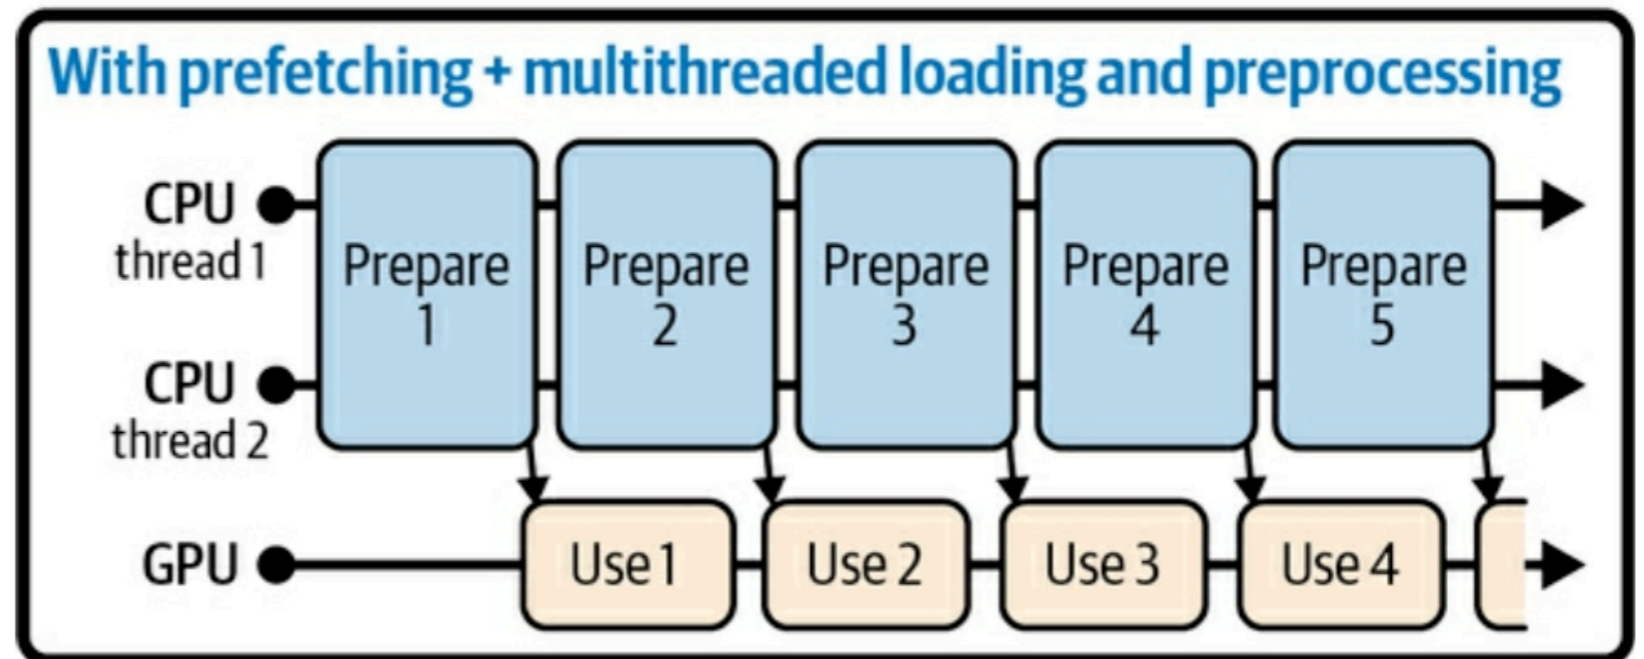 With prefetching + multithreaded loading and preprocessing
CPU
thread 1
Prepare
1
Prepare
2
Prepare
3
Prepare
4
Prepare
5
CPU
thread 2
GPU
Use 1
Use 2
Use 3
Use 4